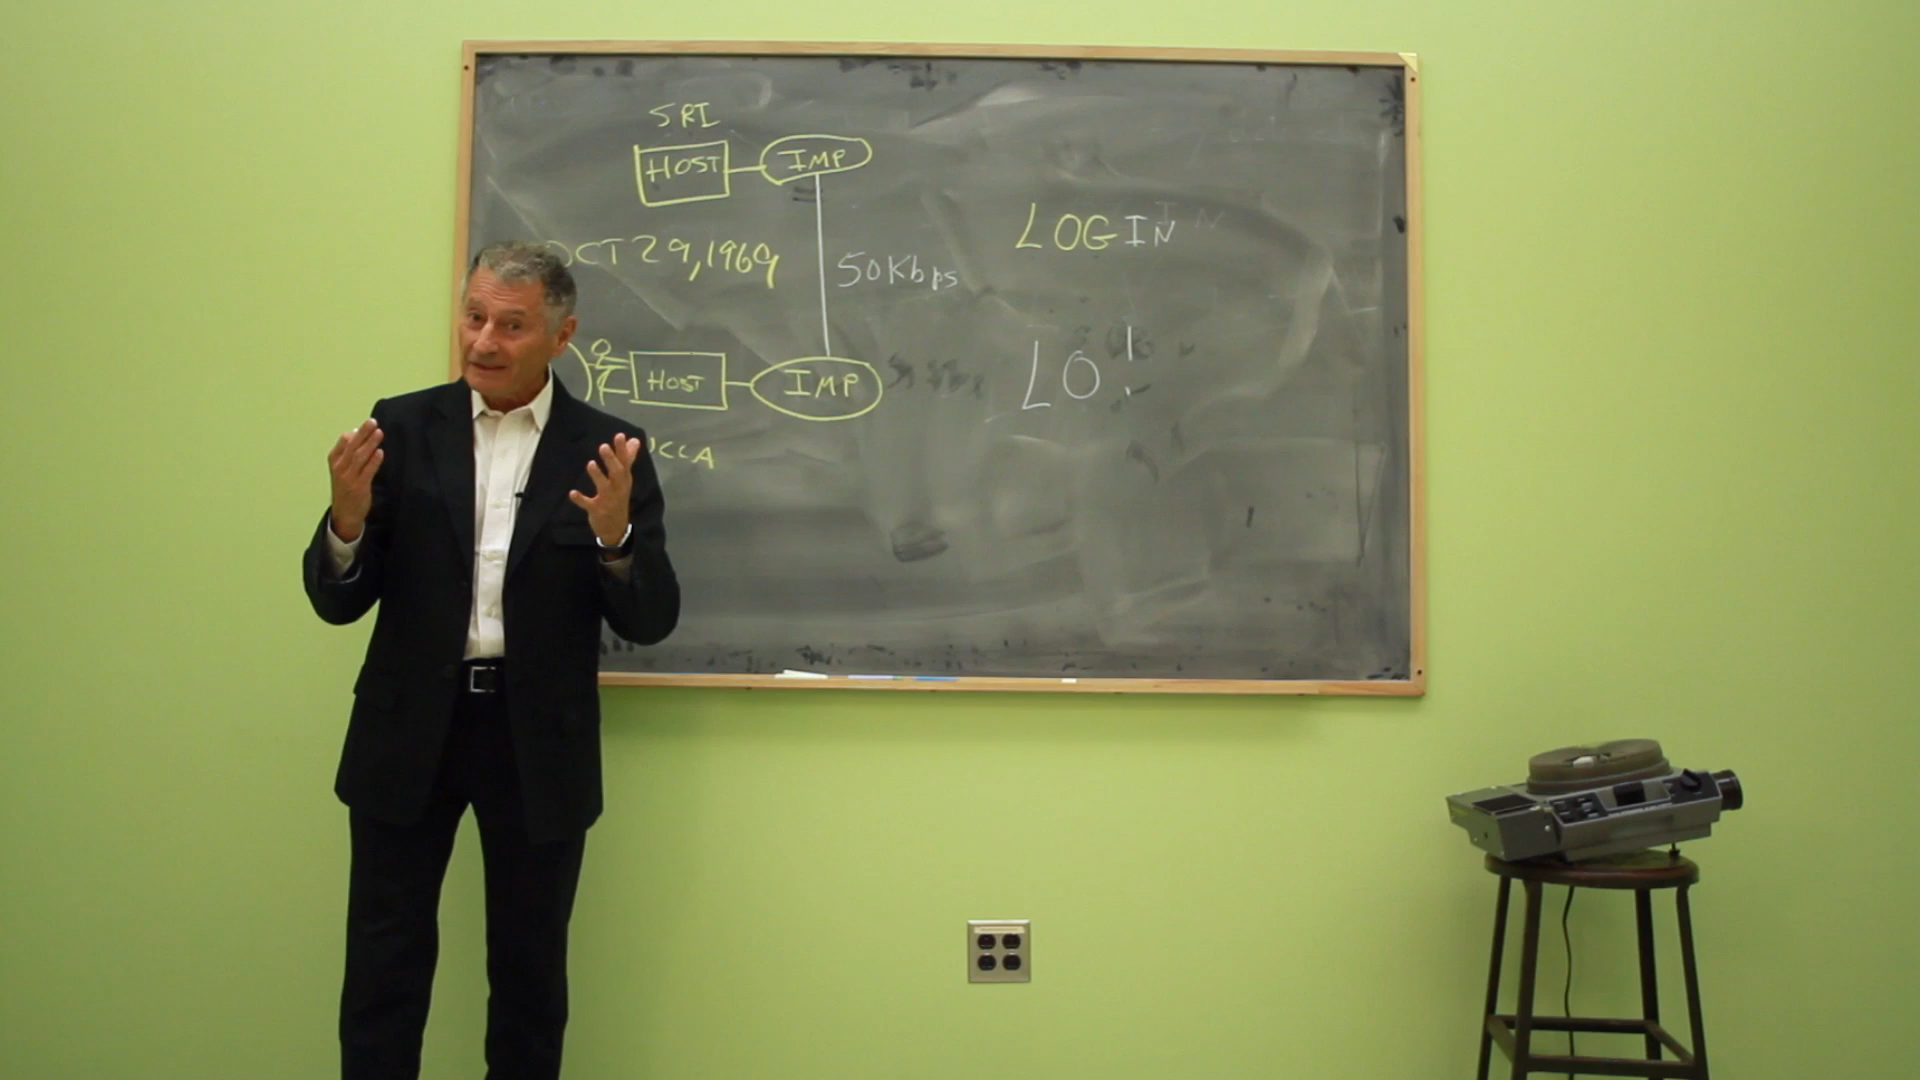 SRI
HOST IMP
LOGIN
OCT 29, 1969
50Kbps
LO!
HOST IMP